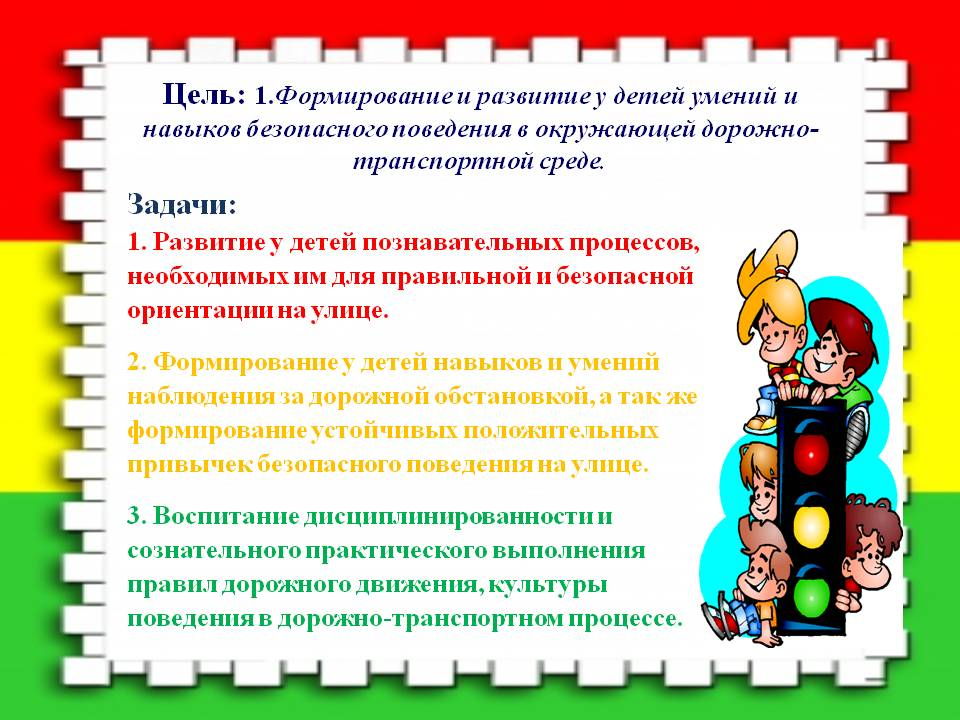 Цель: 1.Формирование и развитие у детей умений и
навыков безопасного поведения в окружающей дорожно-
транспортной среде.
Задачи:
1. Развитие у детей познавательных процессов,
необходимых им для правильной и безопасной
ориентации на улице.
2. Формирование у детей навыков и умений
наблюдения за дорожной обстановкой, а так же
формирование устойчивых положительных
привычек безопасного поведения на улице.
3. Воспитание дисциплинированности и
сознательного практического выполнения
правил дорожного движения, культуры
поведения в дорожно-транспортном процессе.